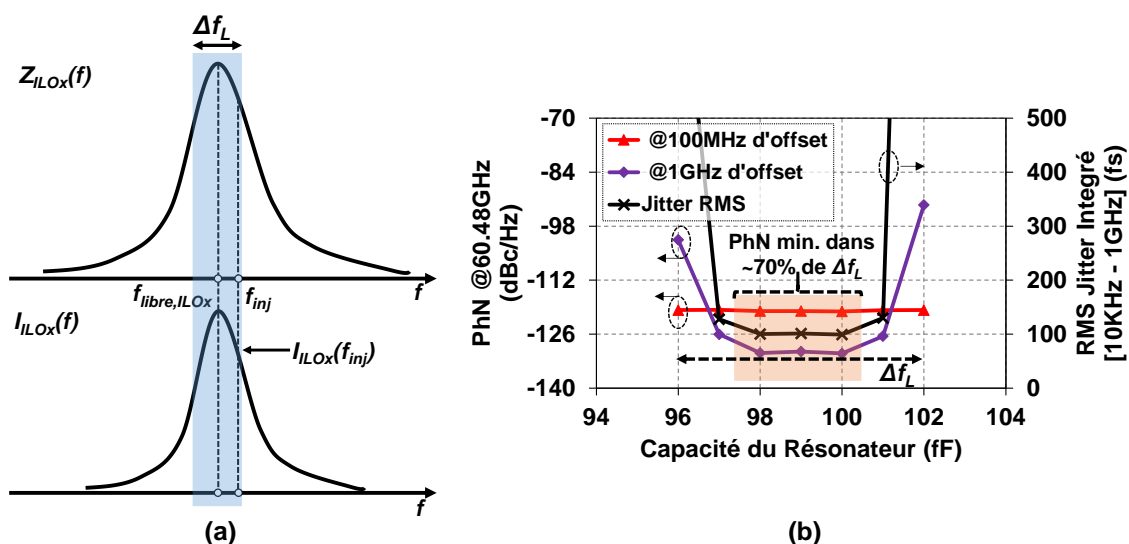 Δf_L
Z_ILOx(f)
f_libre,ILOx
f_inj
f
I_ILOx(f)
I_ILOx(f_inj)
f
(a)
PhN @60.48GHz
(dBc/Hz)
-70
-84
-98
-112
-126
-140
@100MHz d'offset
@1GHz d'offset
Jitter RMS
PhN min. dans
~70% de Δf_L
Δf_L
94 96 98 100 102 104
Capacité du Résonateur (fF)
500
400
300
200
100
0
RMS Jitter Integré
[10KHz - 1GHz] (fs)
(b)